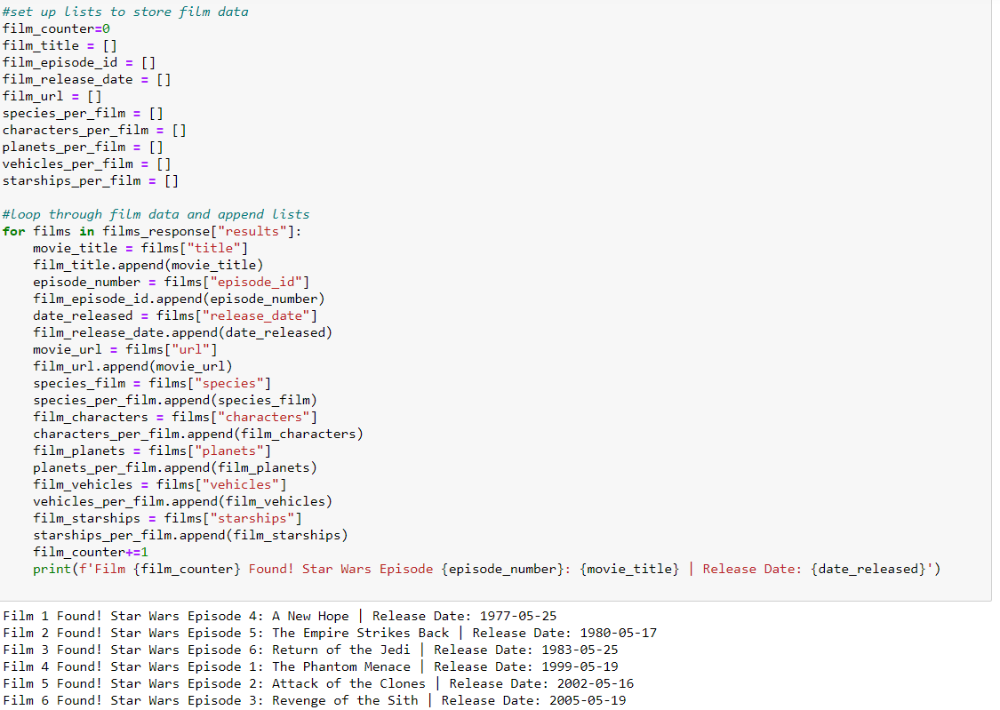 #set up lists to store film data
film_counter=0
film_title = []
film_episode_id = []
film_release_date = []
film_url = []
species_per_film = []
characters_per_film = []
planets_per_film = []
vehicles_per_film = []
starships_per_film = []

#loop through film data and append lists
for films in films_response["results"]:
    movie_title = films["title"]
    film_title.append(movie_title)
    episode_number = films["episode_id"]
    film_episode_id.append(episode_number)
    date_released = films["release_date"]
    film_release_date.append(date_released)
    movie_url = films["url"]
    film_url.append(movie_url)
    species_film = films["species"]
    species_per_film.append(species_film)
    film_characters = films["characters"]
    characters_per_film.append(film_characters)
    film_planets = films["planets"]
    planets_per_film.append(film_planets)
    film_vehicles = films["vehicles"]
    vehicles_per_film.append(film_vehicles)
    film_starships = films["starships"]
    starships_per_film.append(film_starships)
    film_counter+=1
    print(f'Film {film_counter} Found! Star Wars Episode {episode_number}: {movie_title} | Release Date: {date_released}')

Film 1 Found! Star Wars Episode 4: A New Hope | Release Date: 1977-05-25
Film 2 Found! Star Wars Episode 5: The Empire Strikes Back | Release Date: 1980-05-17
Film 3 Found! Star Wars Episode 6: Return of the Jedi | Release Date: 1983-05-25
Film 4 Found! Star Wars Episode 1: The Phantom Menace | Release Date: 1999-05-19
Film 5 Found! Star Wars Episode 2: Attack of the Clones | Release Date: 2002-05-16
Film 6 Found! Star Wars Episode 3: Revenge of the Sith | Release Date: 2005-05-19